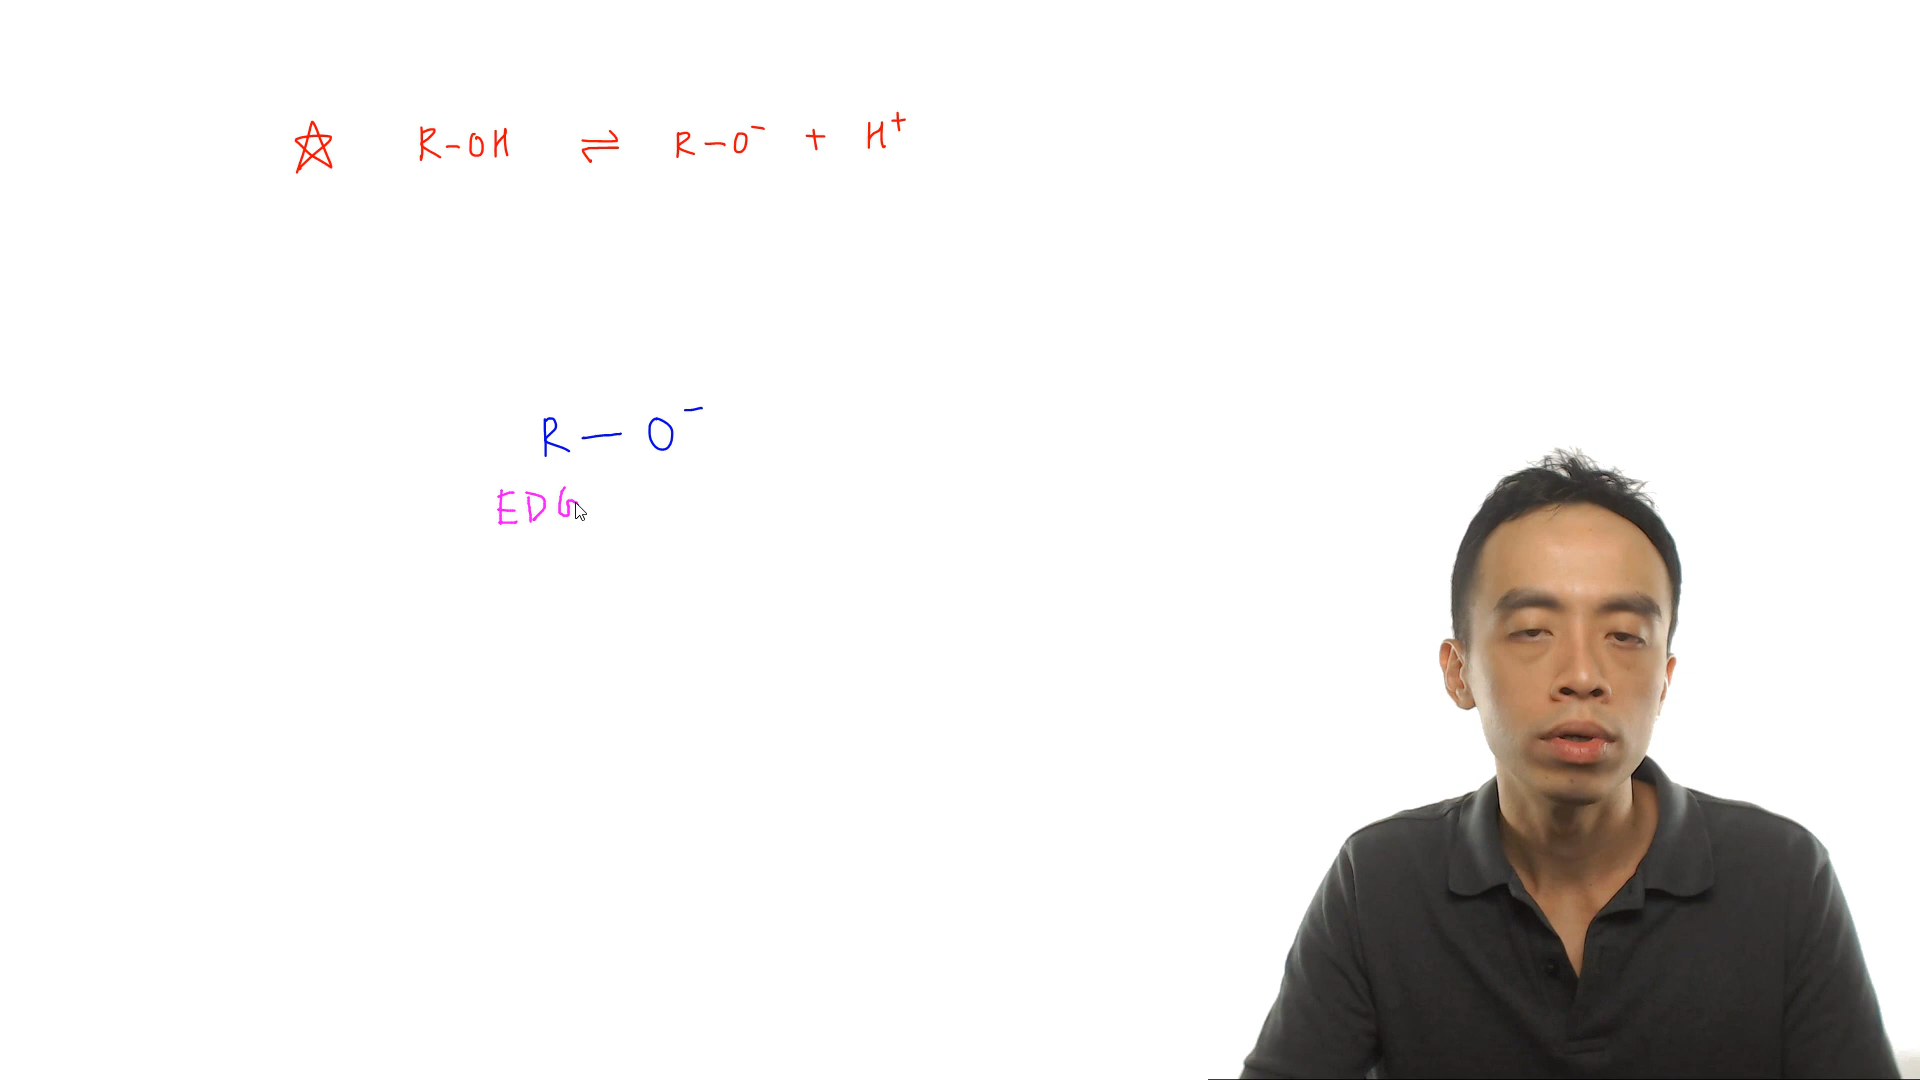 ☆ R-OH ⇌ R-O⁻ + H⁺
R — O⁻
EDG